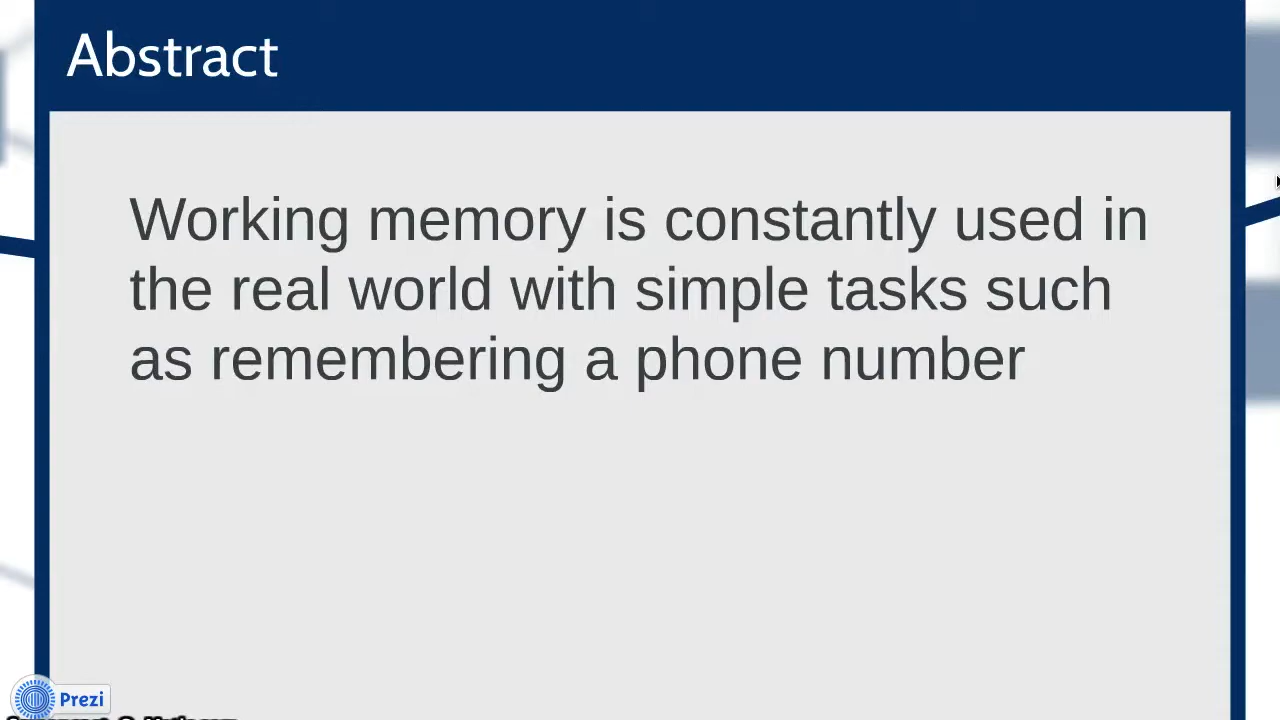 Abstract
Working memory is constantly used in
the real world with simple tasks such
as remembering a phone number
Prezi